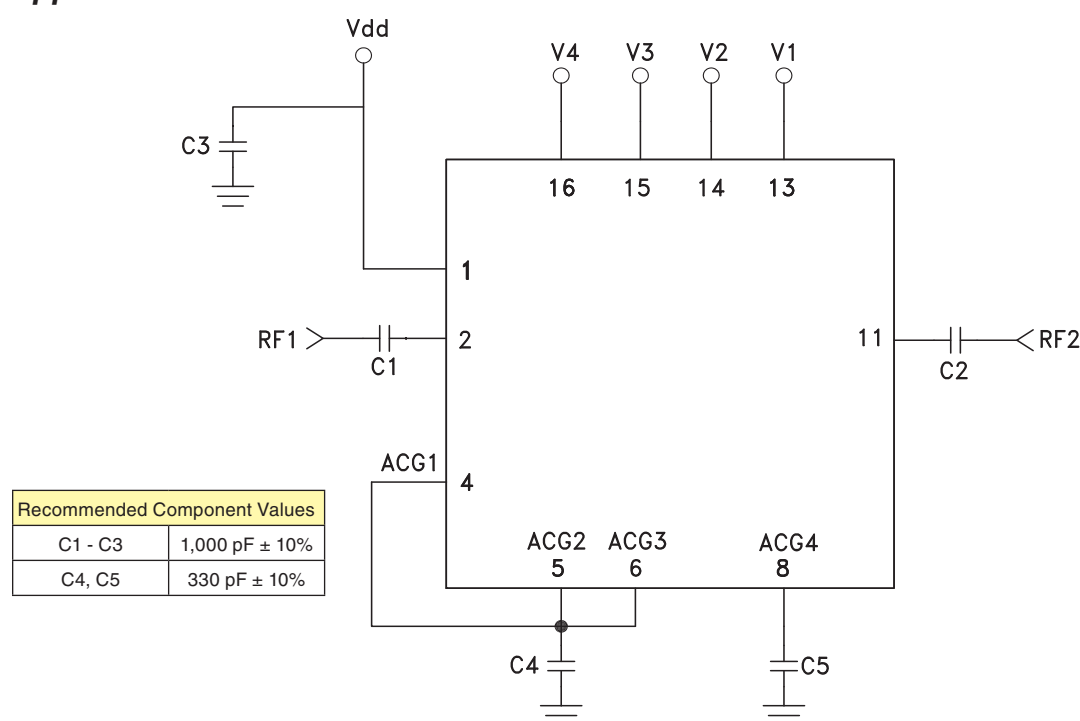 Vdd
V4 V3 V2 V1
C3
16 15 14 13
1
RF1 C1 2
11 C2 RF2
ACG1 4
Recommended Component Values
C1 - C3 1,000 pF ± 10%
C4, C5 330 pF ± 10%
ACG2 ACG3 ACG4
5 6 8
C4 C5